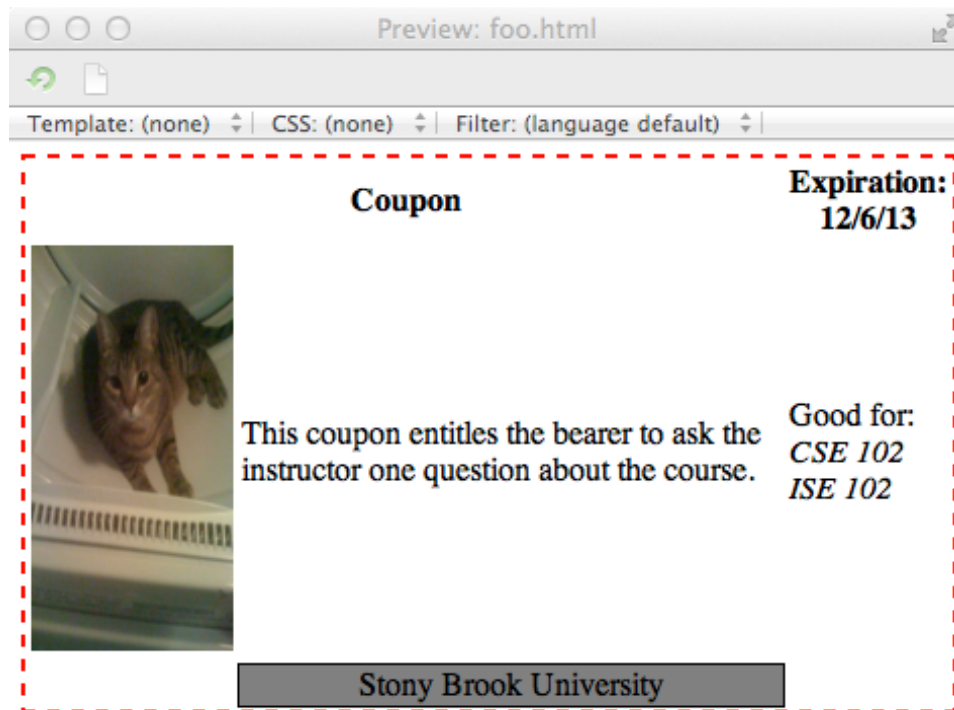 Preview: foo.html
Template: (none) CSS: (none) Filter: (language default)
Coupon
Expiration:
12/6/13
This coupon entitles the bearer to ask the
instructor one question about the course.
Good for:
CSE 102
ISE 102
Stony Brook University